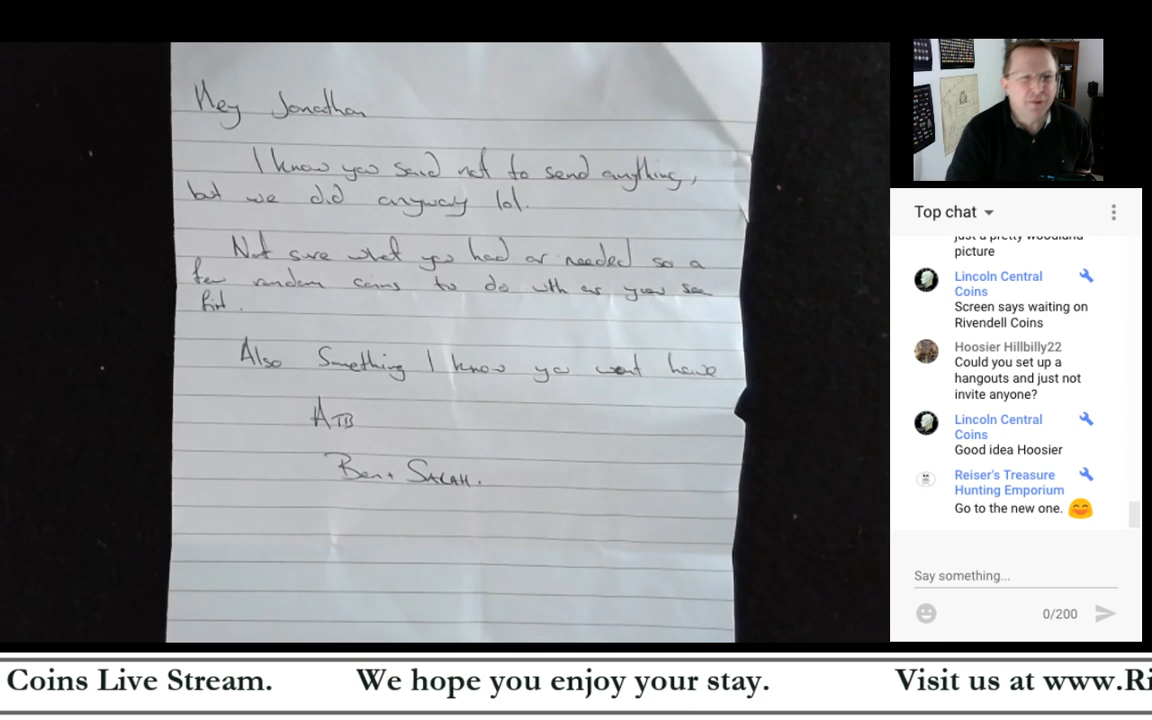 Hey Jonathan
I know you said not to send anything,
but we did anyway lol.
Not sure what you had or needed so a
few random coins to do with as you see
fit.
Also Something I know you wont have
ATB
Ben + SARAH.
Top chat
just a pretty woodland
picture
Lincoln Central
Coins
Screen says waiting on
Rivendell Coins
Hoosier Hillbilly22
Could you set up a
hangouts and just not
invite anyone?
Lincoln Central
Coins
Good idea Hoosier
Reiser's Treasure
Hunting Emporium
Go to the new one.
Say something...
0/200
Coins Live Stream. We hope you enjoy your stay. Visit us at www.Ri